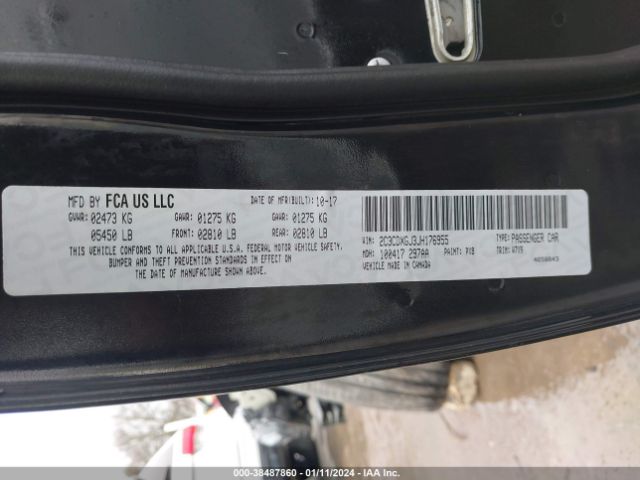 MFD BY FCA US LLC DATE OF MFR(BUILT): 10-17
GVWR: 02473 KG GAWR: 01275 KG GAWR: 01275 KG
05450 LB FRONT: 02810 LB REAR: 02810 LB
THIS VEHICLE CONFORMS TO ALL APPLICABLE U.S.A. FEDERAL MOTOR VEHICLE SAFETY,
BUMPER AND THEFT PREVENTION STANDARDS IN EFFECT ON
THE DATE OF MANUFACTURE SHOWN ABOVE.
VIN: 2C3CDXGJ3JH176955 TYPE: PASSENGER CAR
MDH: 100417 297AA PAINT: PX8 TRIM: H7X9
VEHICLE MADE IN CANADA 4650843
000-38487860 - 01/11/2024 - IAA Inc.